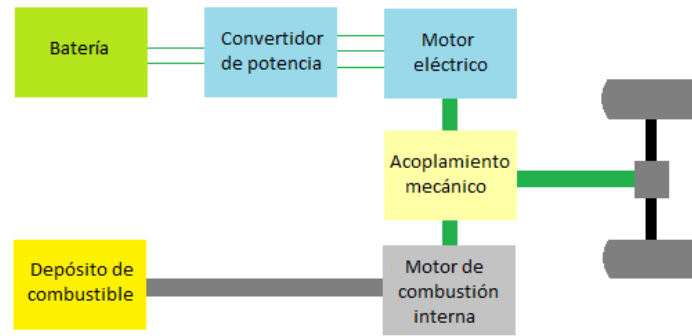 Batería
Convertidor
de potencia
Motor
eléctrico
Acoplamiento
mecánico
Depósito de
combustible
Motor de
combustión
interna